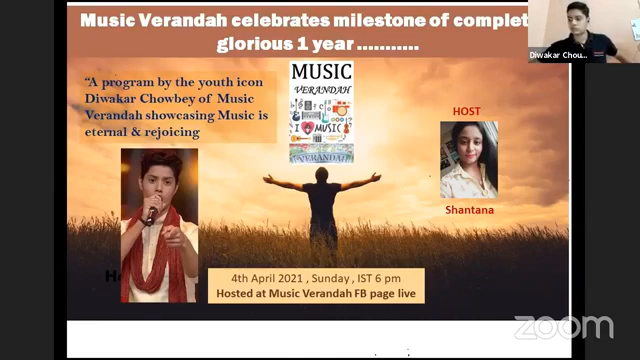 Music Verandah celebrates milestone of complet
glorious 1 year ...........
Diwakar Chou...
"A program by the youth icon
Diwakar Chowbey of Music
Verandah showcasing Music is
eternal & rejoicing
MUSIC
VERANDAH
I MUSIC
VERANDAH
HOST
Shantana
4th April 2021 , Sunday , IST 6 pm
Hosted at Music Verandah FB page live
zoom